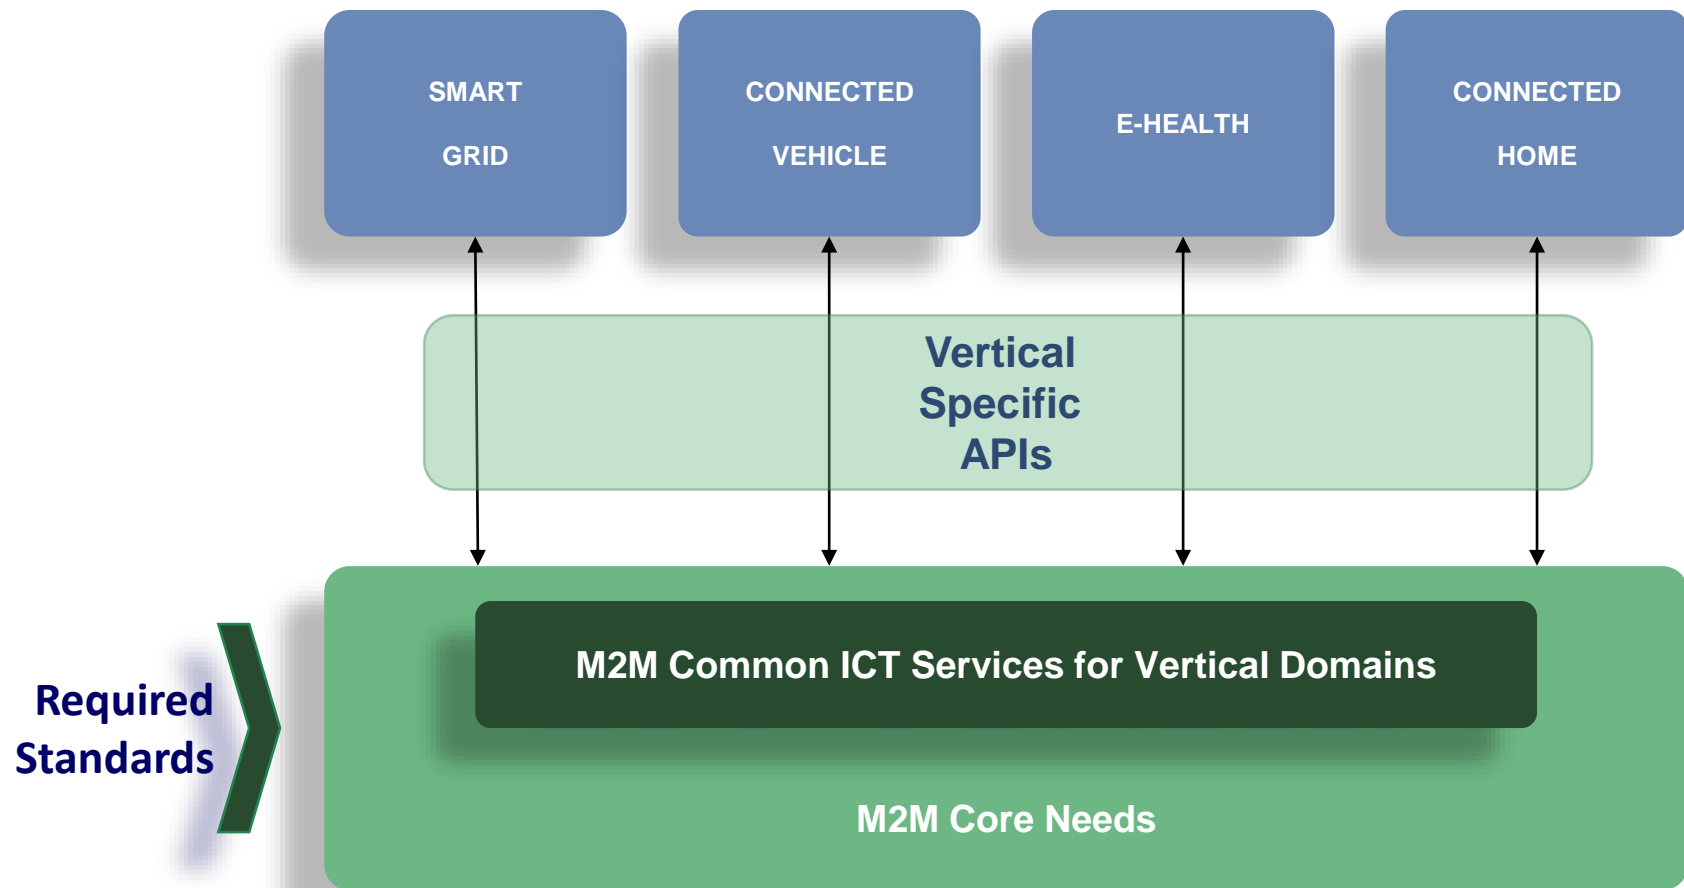 SMART
GRID
CONNECTED
VEHICLE
E-HEALTH
CONNECTED
HOME
Vertical
Specific
APIs
M2M Common ICT Services for Vertical Domains
Required
Standards
M2M Core Needs